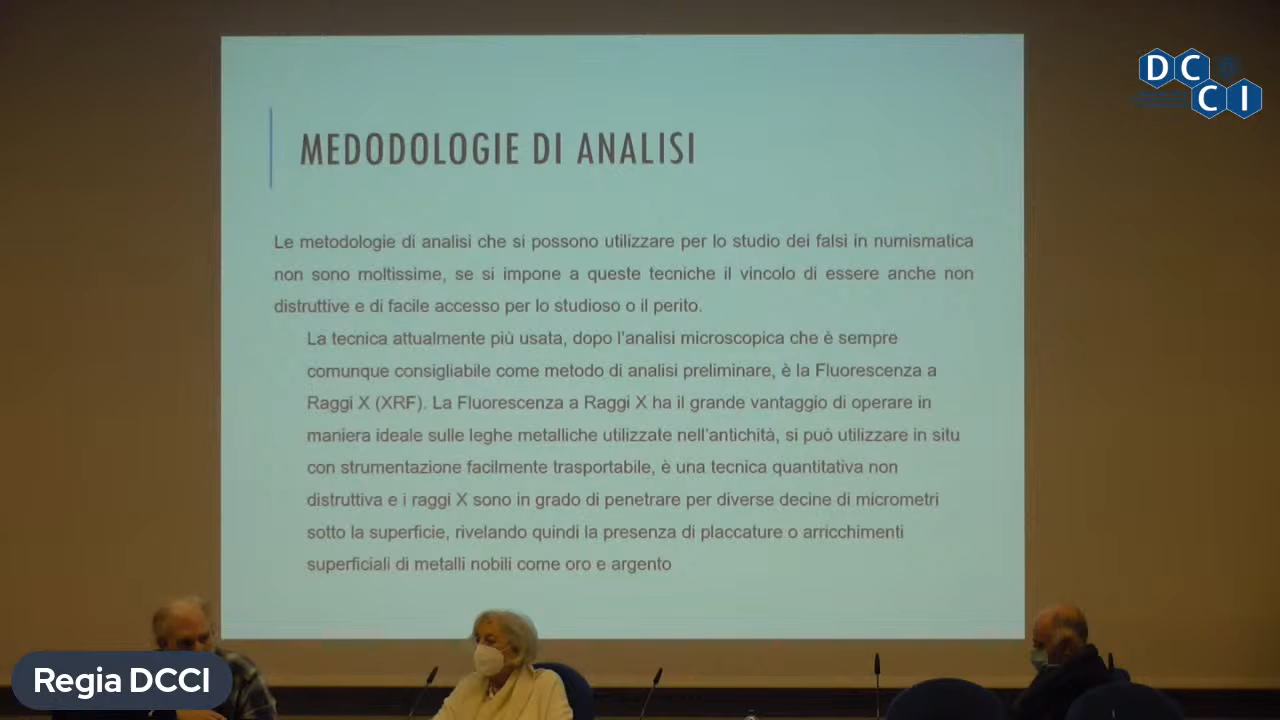 DC
CI
MEDODOLOGIE DI ANALISI
Le metodologie di analisi che si possono utilizzare per lo studio dei falsi in numismatica
non sono moltissime, se si impone a queste tecniche il vincolo di essere anche non
distruttive e di facile accesso per lo studioso o il perito.
La tecnica attualmente più usata, dopo l'analisi microscopica che è sempre
comunque consigliabile come metodo di analisi preliminare, è la Fluorescenza a
Raggi X (XRF). La Fluorescenza a Raggi X ha il grande vantaggio di operare in
maniera ideale sulle leghe metalliche utilizzate nell'antichità, si può utilizzare in situ
con strumentazione facilmente trasportabile, è una tecnica quantitativa non
distruttiva e i raggi X sono in grado di penetrare per diverse decine di micrometri
sotto la superficie, rivelando quindi la presenza di placcature o arricchimenti
superficiali di metalli nobili come oro e argento
Regia DCCI